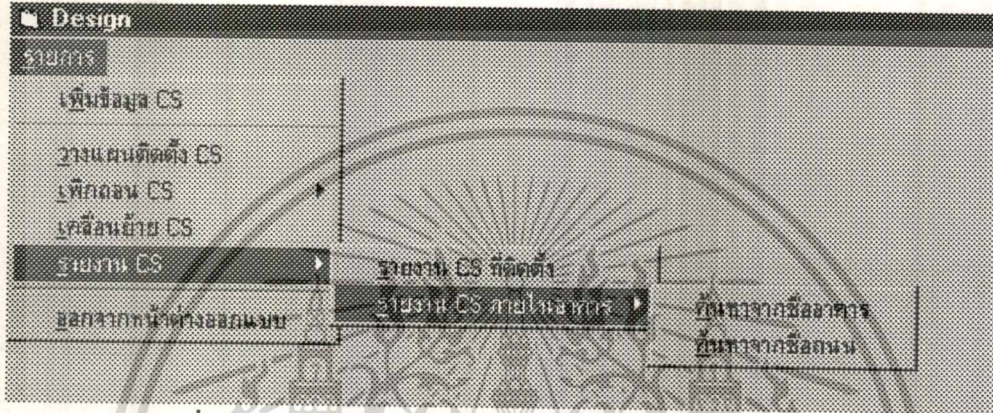 Design
รายการ
เพิ่มข้อมูล CS
วางแผนติดตั้ง CS
เพิกถอน CS
เคลื่อนย้าย CS
รายงาน CS
ออกจากหน้าต่างออกแบบ
รายงาน CS ที่ติดตั้ง
รายงาน CS ภายในอาคาร
ค้นหาจากชื่ออาคาร
ค้นหาจากชื่อถนน